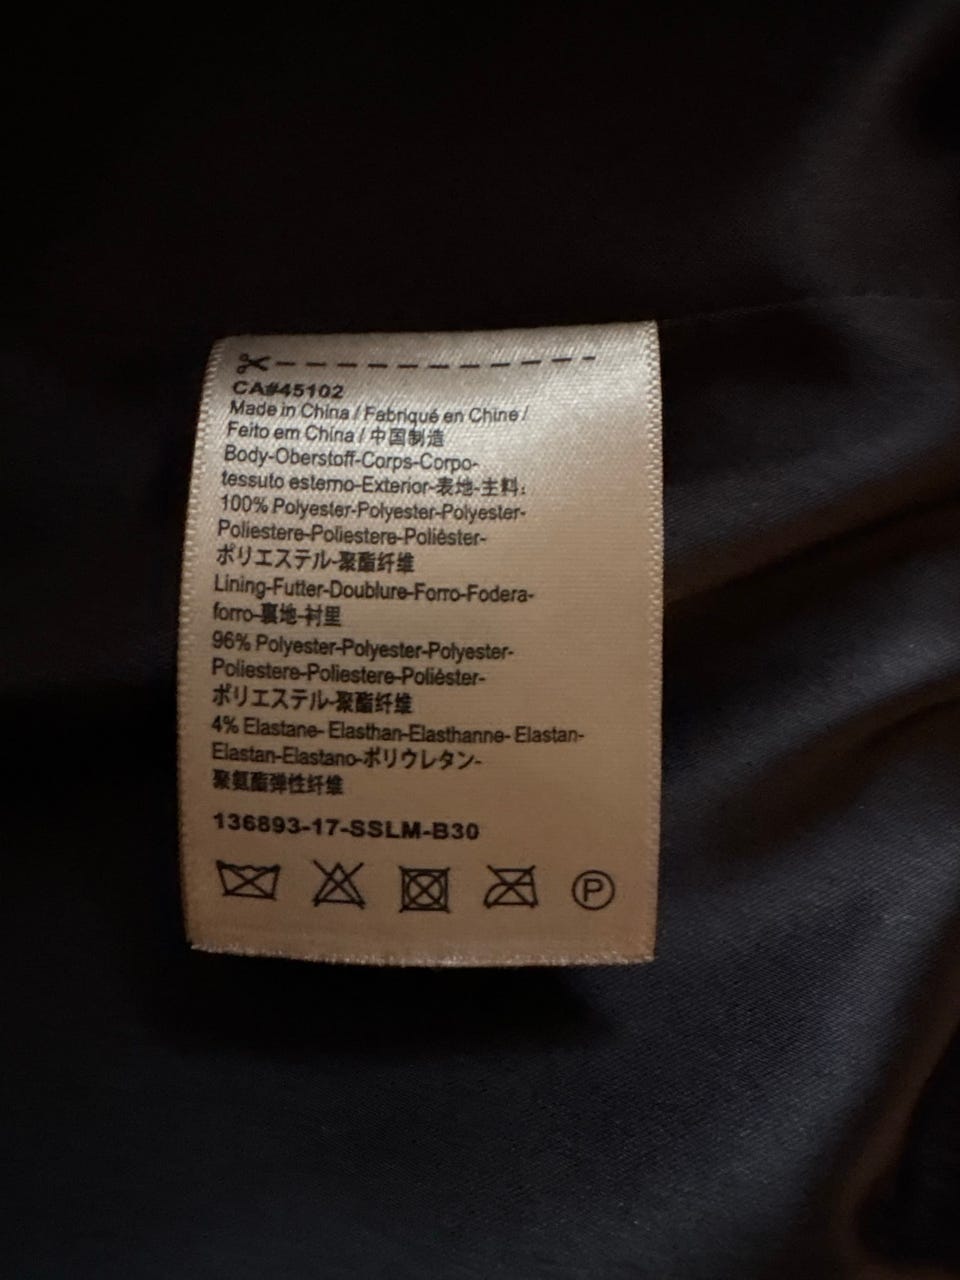 CA#45102
Made in China / Fabriqué en Chine /
Feito em China / 中国制造
Body-Oberstoff-Corps-Corpo-
tessuto esterno-Exterior-表地-主料:
100% Polyester-Polyester-Polyester-
Poliestere-Poliestere-Poliéster-
ポリエステル-聚酯纤维
Lining-Futter-Doublure-Forro-Fodera-
forro-裏地-衬里
96% Polyester-Polyester-Polyester-
Poliestere-Poliestere-Poliéster-
ポリエステル-聚酯纤维
4% Elastane- Elasthan-Elasthanne- Elastan-
Elastan-Elastano-ポリウレタン-
聚氨酯弹性纤维
136893-17-SSLM-B30
P